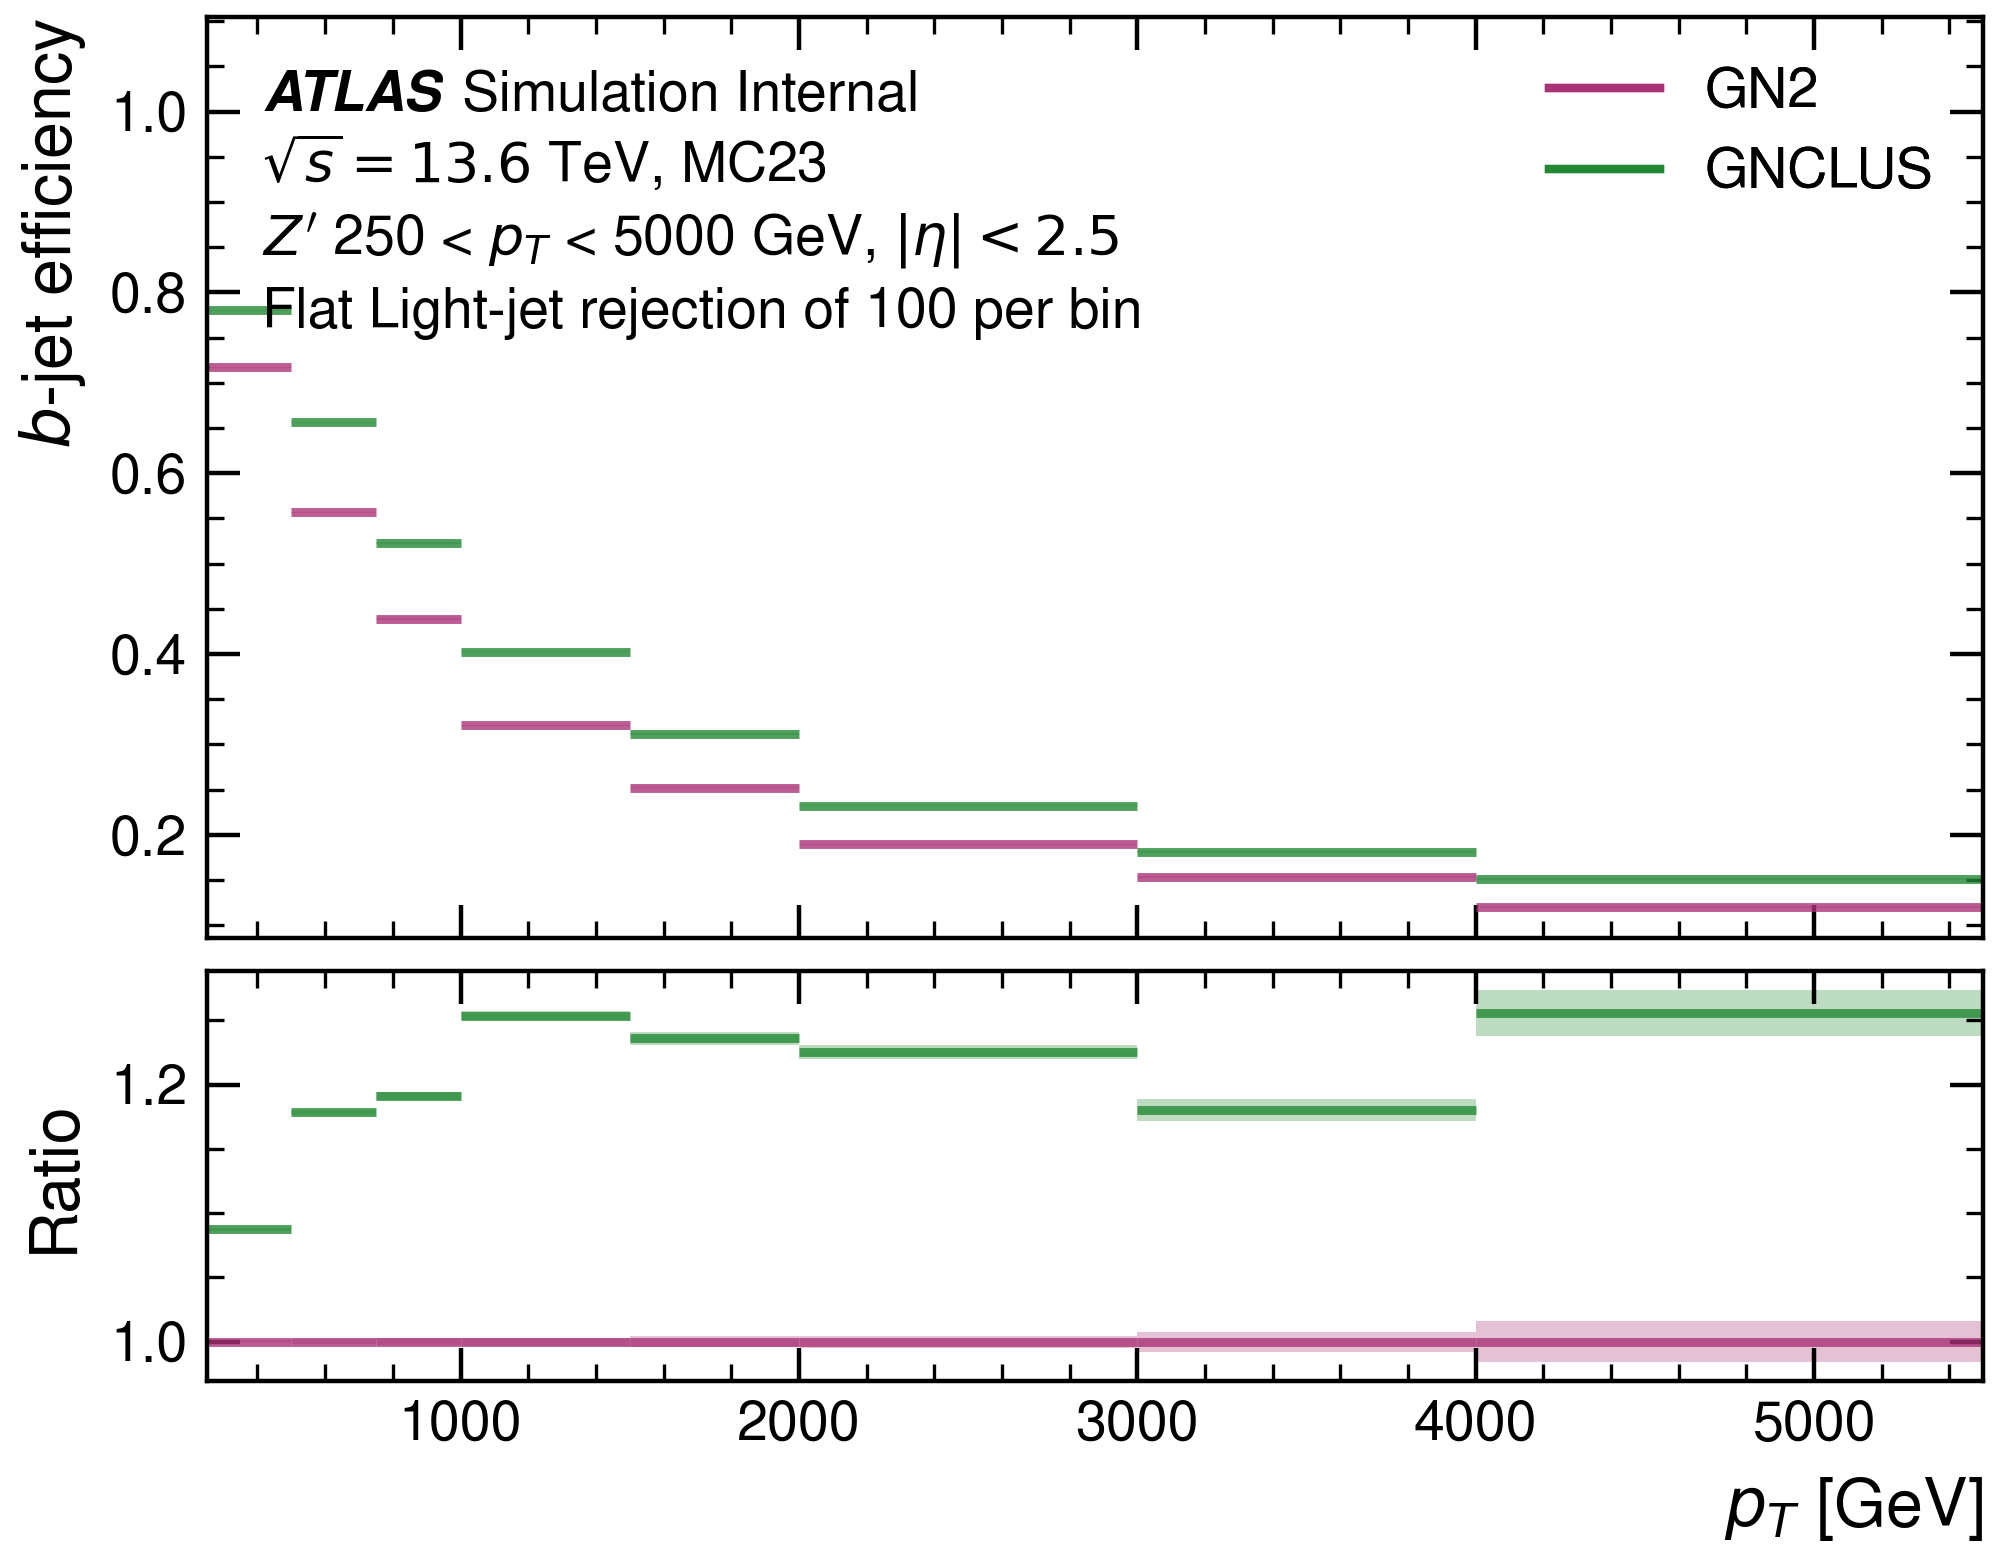 b-jet efficiency
1.0
0.8
0.6
0.4
0.2
ATLAS Simulation Internal
√s = 13.6 TeV, MC23
Z′ 250 < p_T < 5000 GeV, |η| < 2.5
Flat Light-jet rejection of 100 per bin
GN2
GNCLUS
Ratio
1.2
1.0
1000 2000 3000 4000 5000
p_T [GeV]